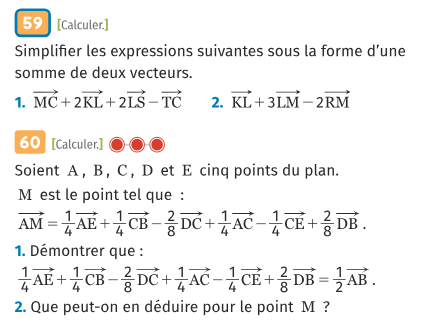 59 [Calculer.]
Simplifier les expressions suivantes sous la forme d'une
somme de deux vecteurs.
1. $\overrightarrow{MC}+2\overrightarrow{KL}+2\overrightarrow{LS}-\overrightarrow{TC}$ 2. $\overrightarrow{KL}+3\overrightarrow{LM}-2\overrightarrow{RM}$
60 [Calculer.]
Soient A, B, C, D et E cinq points du plan.
M est le point tel que :
$\overrightarrow{AM}=\frac{1}{4}\overrightarrow{AE}+\frac{1}{4}\overrightarrow{CB}-\frac{2}{8}\overrightarrow{DC}+\frac{1}{4}\overrightarrow{AC}-\frac{1}{4}\overrightarrow{CE}+\frac{2}{8}\overrightarrow{DB}$.
1. Démontrer que :
$\frac{1}{4}\overrightarrow{AE}+\frac{1}{4}\overrightarrow{CB}-\frac{2}{8}\overrightarrow{DC}+\frac{1}{4}\overrightarrow{AC}-\frac{1}{4}\overrightarrow{CE}+\frac{2}{8}\overrightarrow{DB}=\frac{1}{2}\overrightarrow{AB}$.
2. Que peut-on en déduire pour le point M ?